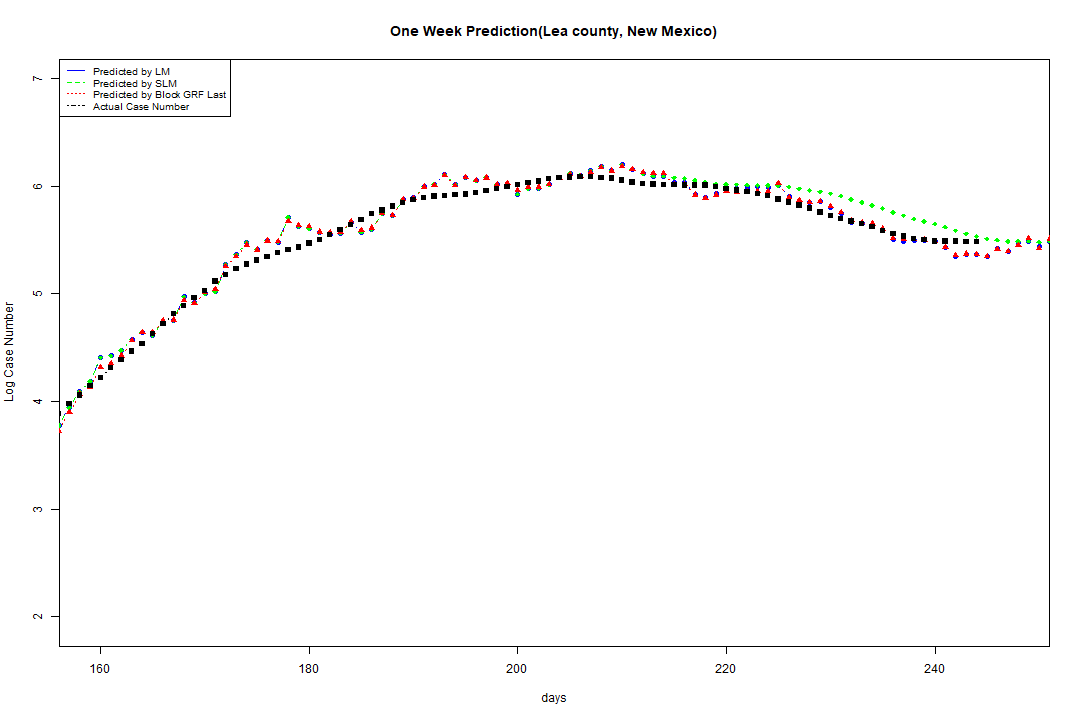 One Week Prediction(Lea county, New Mexico)
Predicted by LM
Predicted by SLM
Predicted by Block GRF Last
Actual Case Number
7
6
5
4
3
2
Log Case Number
160 180 200 220 240
days